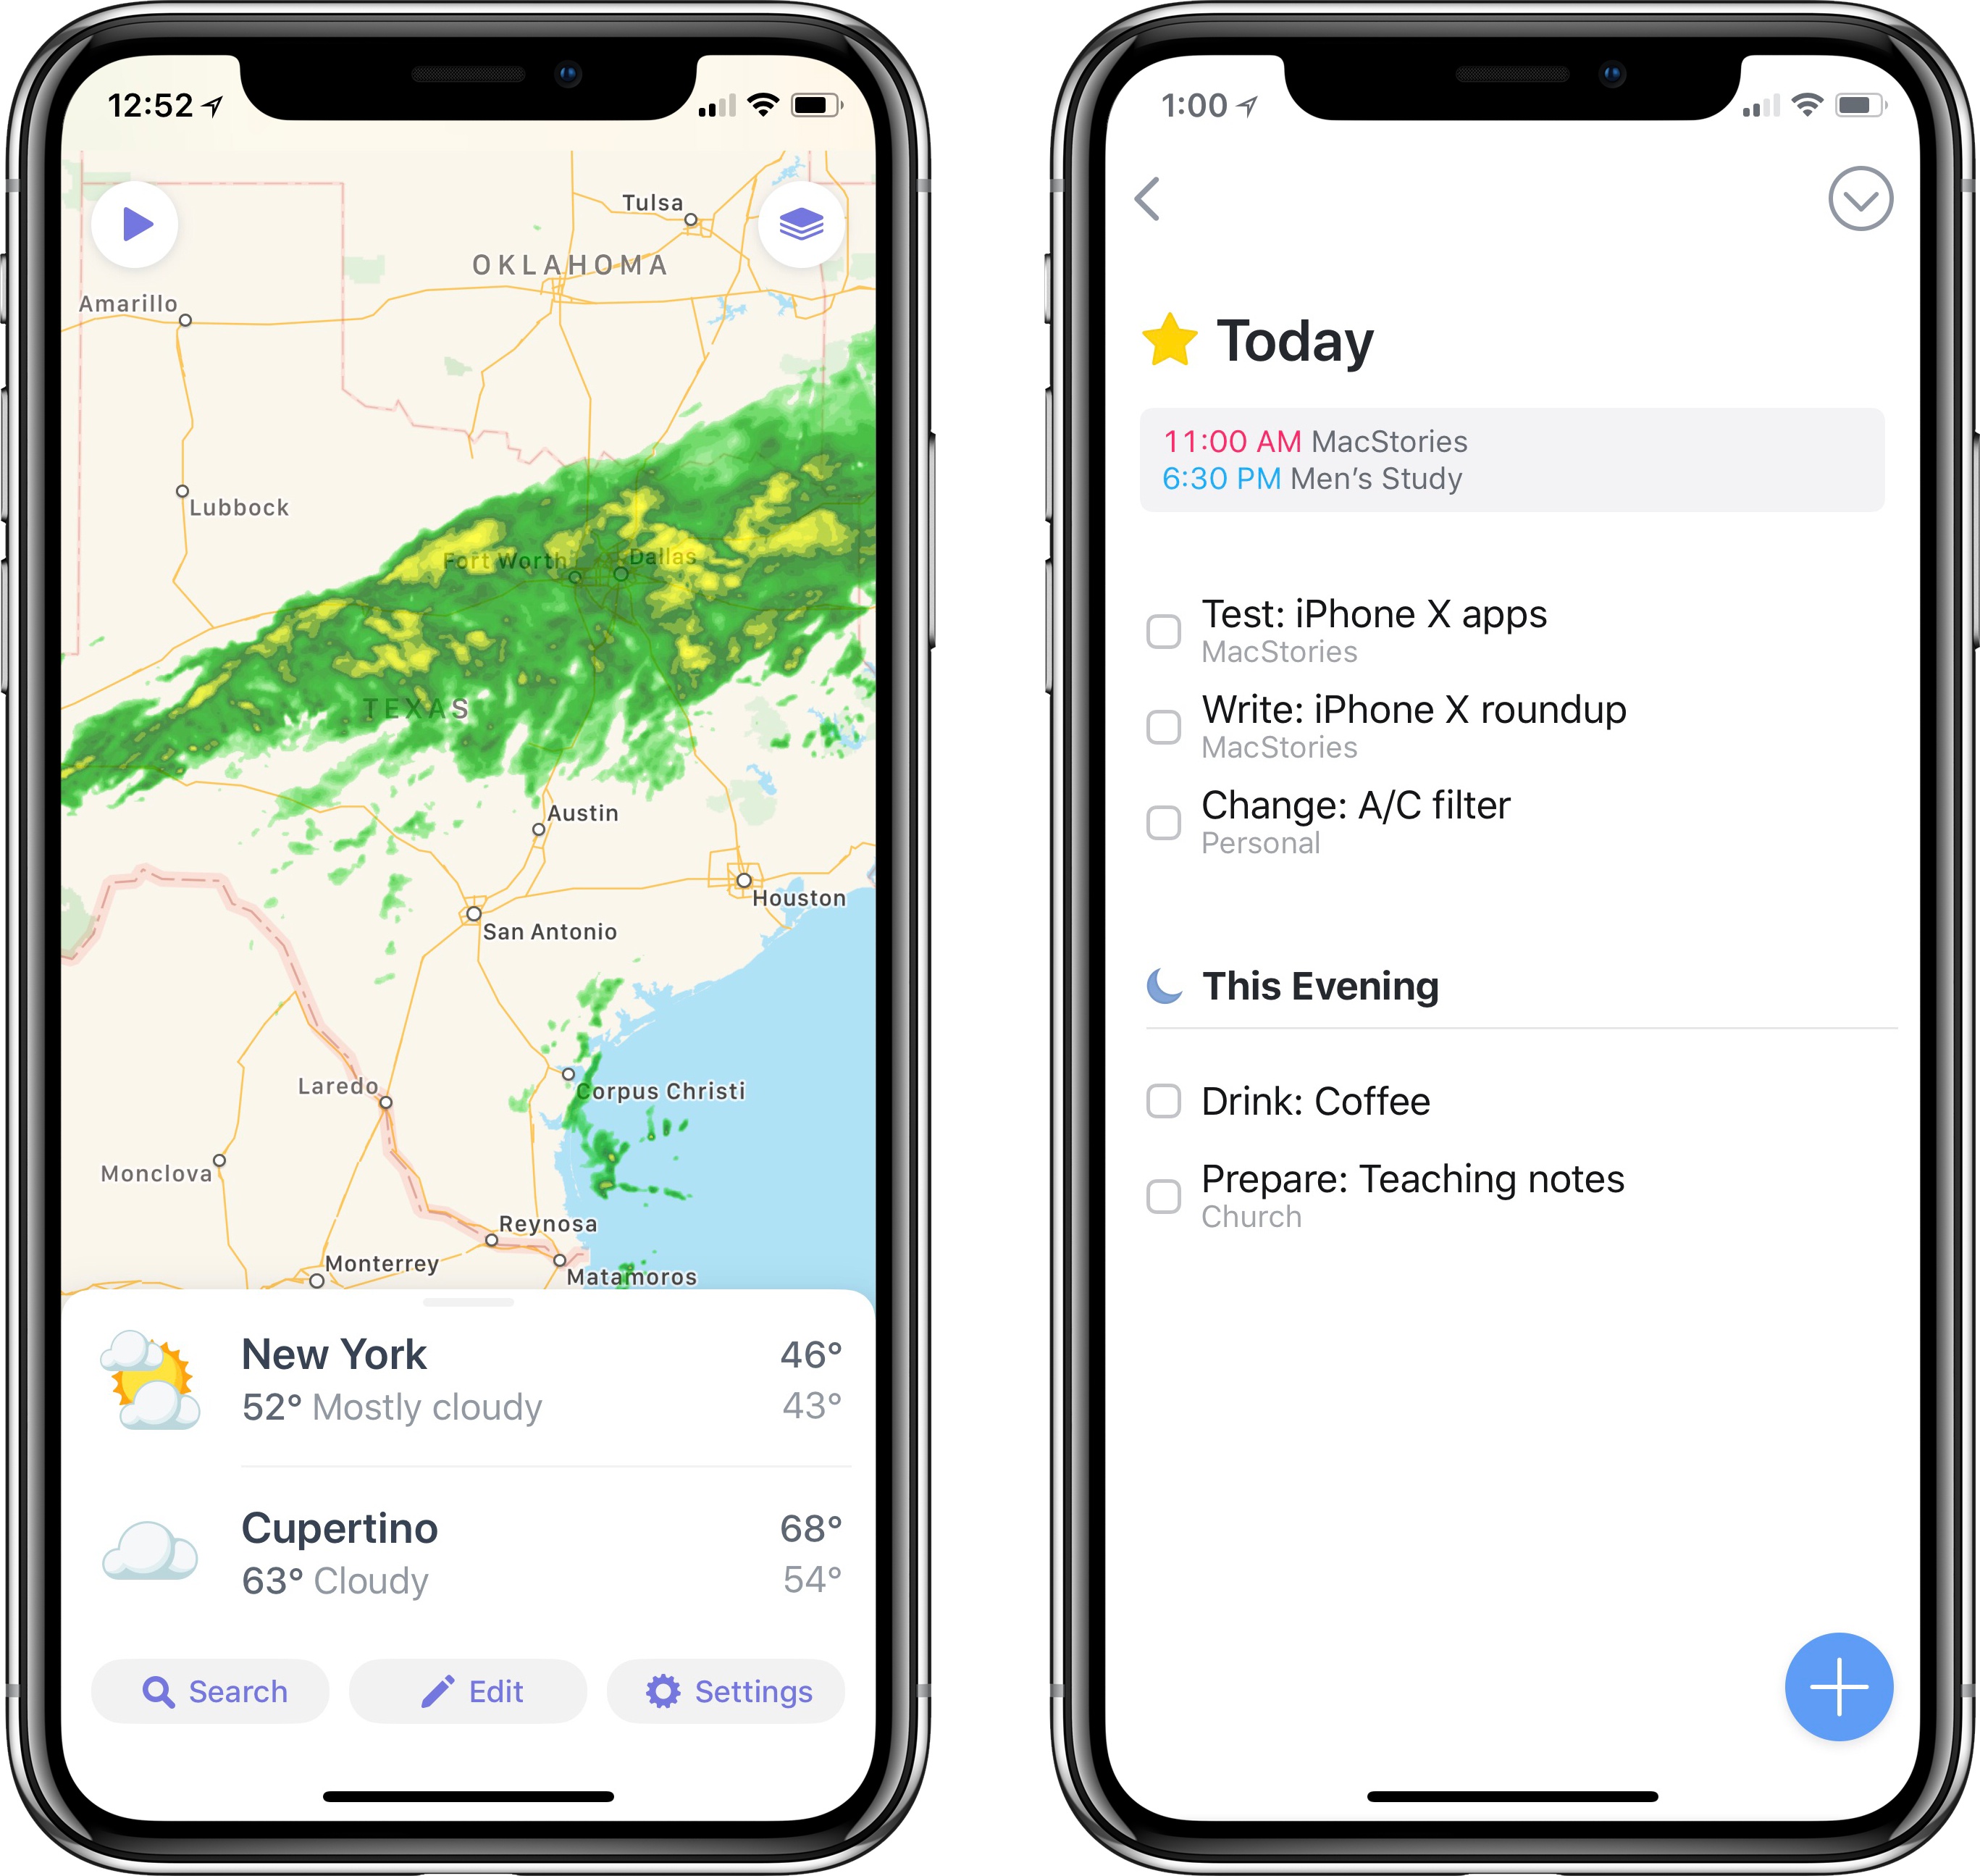 12:52
Tulsa
OKLAHOMA
Amarillo
Lubbock
Fort Worth
Dallas
TEXAS
Austin
Houston
San Antonio
Laredo
Corpus Christi
Monclova
Reynosa
Monterrey
Matamoros
New York
46°
52° Mostly cloudy
43°
Cupertino
68°
63° Cloudy
54°
Search
Edit
Settings
1:00
Today
11:00 AM MacStories
6:30 PM Men’s Study
Test: iPhone X apps
MacStories
Write: iPhone X roundup
MacStories
Change: A/C filter
Personal
This Evening
Drink: Coffee
Prepare: Teaching notes
Church